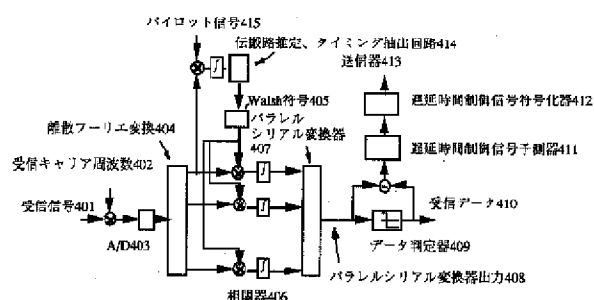 パイロット信号415
伝搬路推定、タイミング抽出回路414
送信器413
遅延時間制御信号符号化器412
Walsh符号405
パラレル
シリアル変換器
407
離散フーリエ変換404
遅延時間制御信号予測器411
受信キャリア周波数402
受信データ410
受信信号401
A/D403
データ判定器409
パラレルシリアル変換器出力408
相関器406